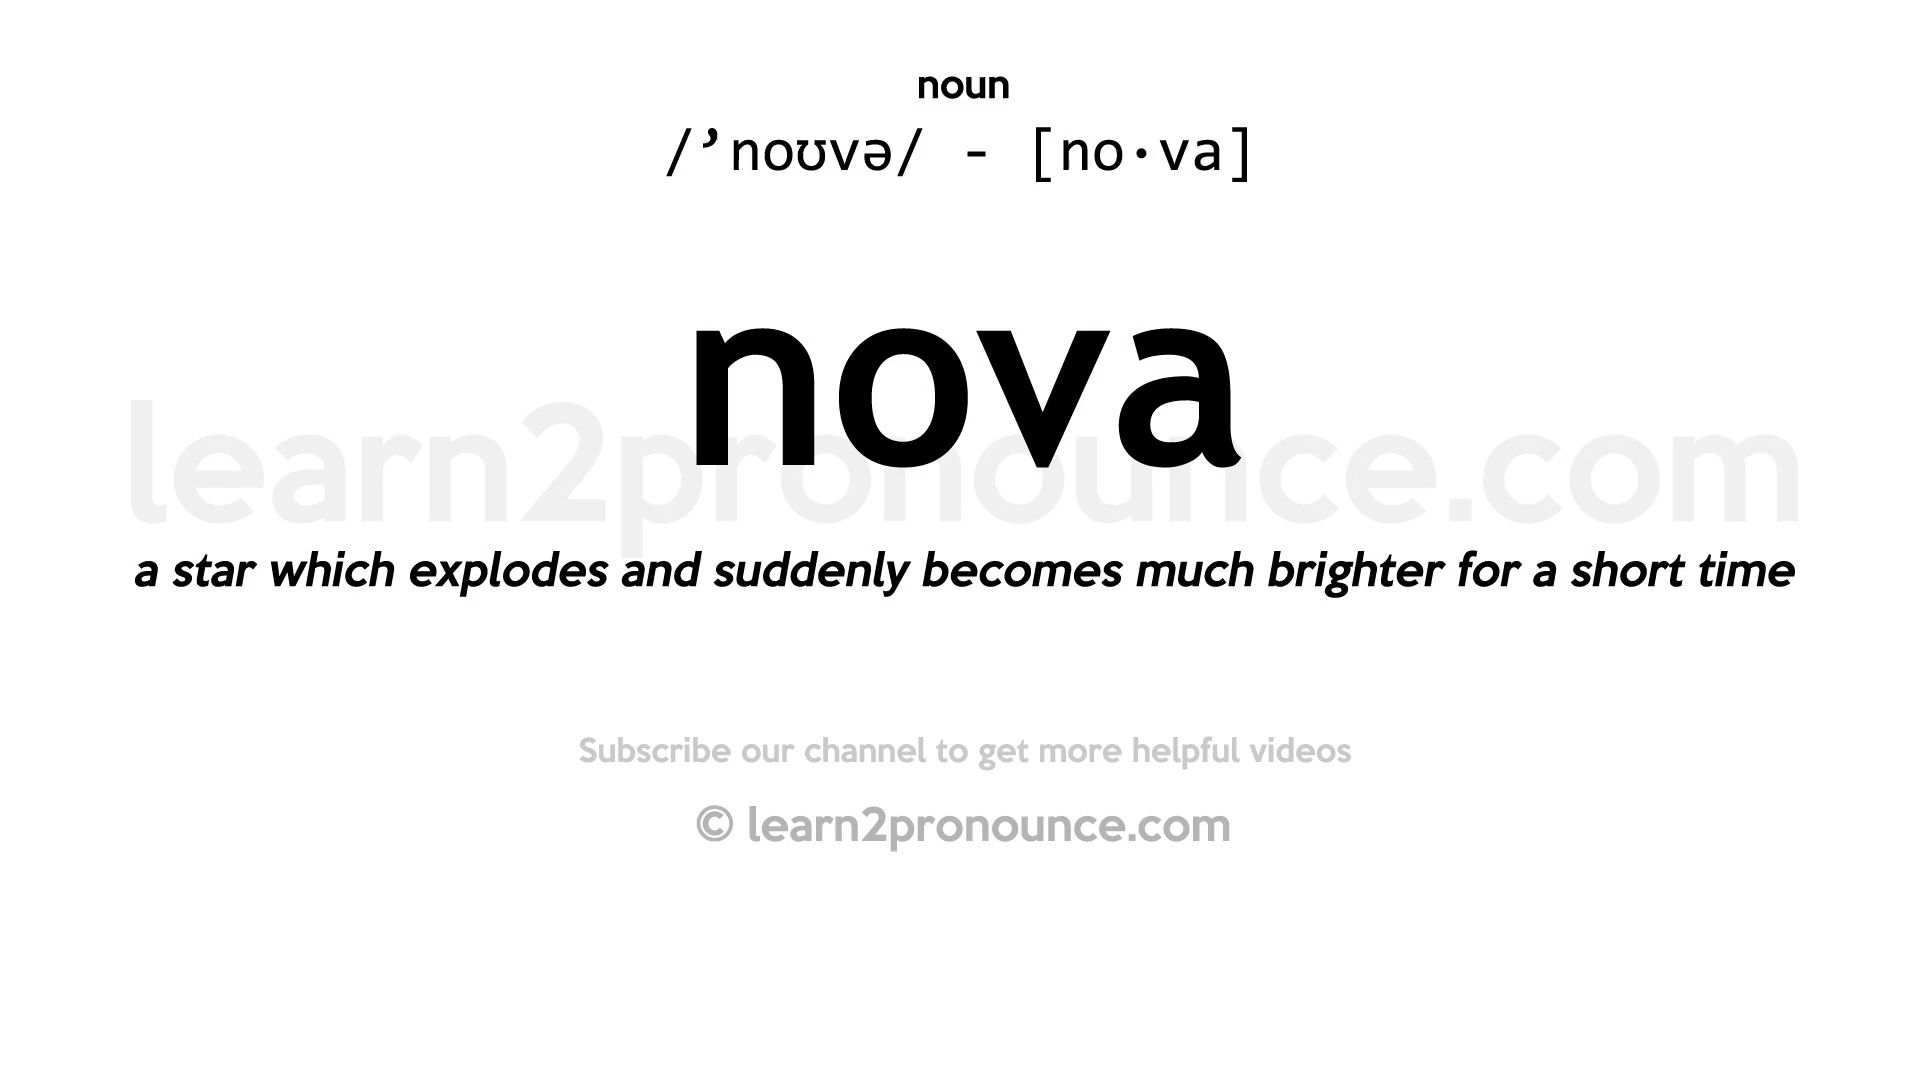 noun
/’noʊvə/ - [no·va]
nova
learn2pronounce.com
a star which explodes and suddenly becomes much brighter for a short time
Subscribe our channel to get more helpful videos
© learn2pronounce.com